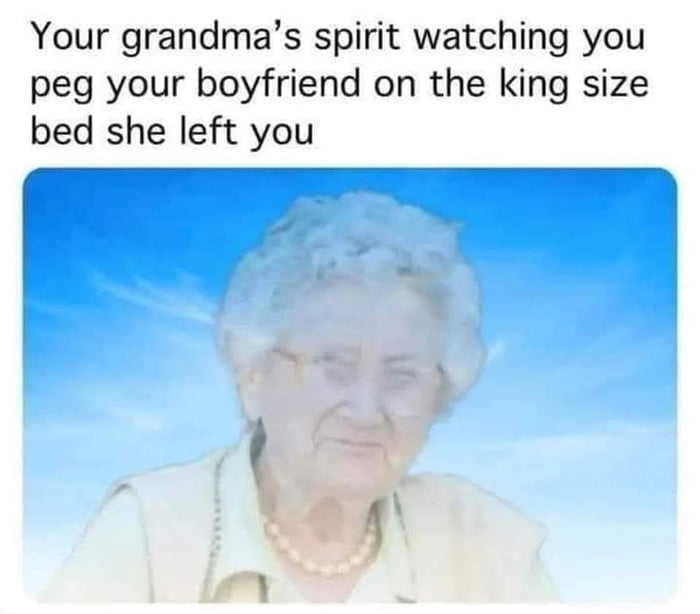 Your grandma's spirit watching you
peg your boyfriend on the king size
bed she left you